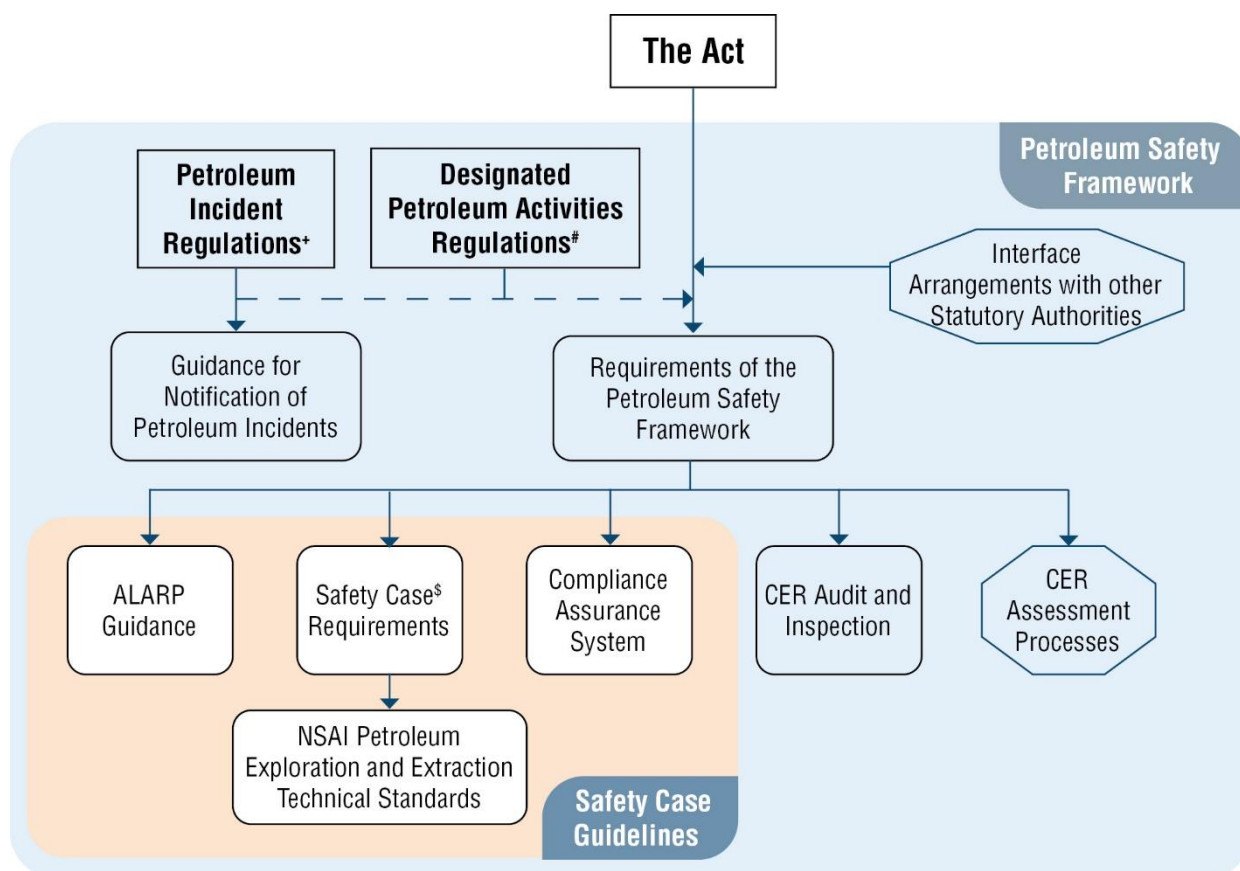 The Act
Petroleum Safety
Framework
Petroleum
Incident
Regulations+
Designated
Petroleum Activities
Regulations#
Interface
Arrangements with other
Statutory Authorities
Guidance for
Notification of
Petroleum Incidents
Requirements of the
Petroleum Safety
Framework
ALARP
Guidance
Safety Case$
Requirements
Compliance
Assurance
System
CER Audit and
Inspection
CER
Assessment
Processes
NSAI Petroleum
Exploration and Extraction
Technical Standards
Safety Case
Guidelines